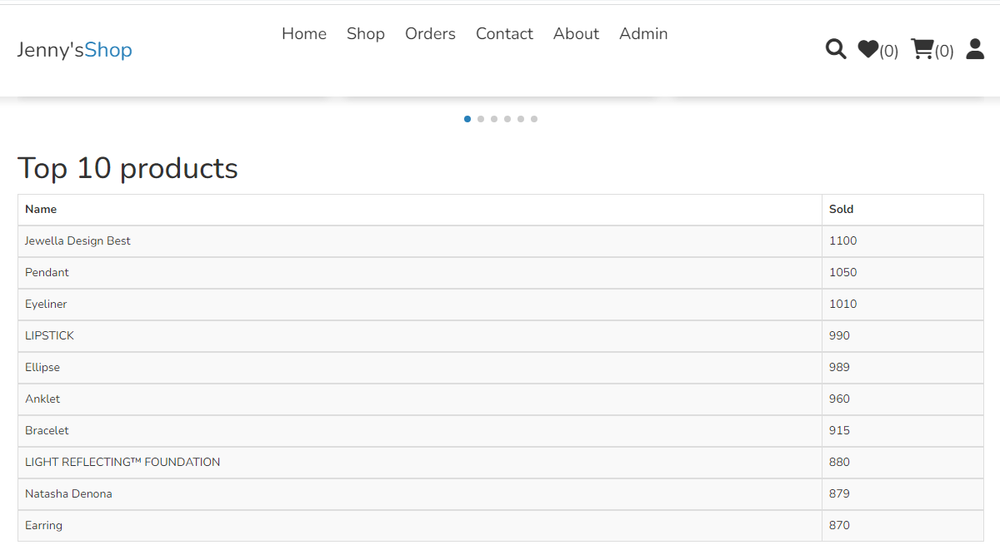 Jenny'sShop
Home Shop Orders Contact About Admin
(0) (0)
Top 10 products
Name Sold
Jewella Design Best 1100
Pendant 1050
Eyeliner 1010
LIPSTICK 990
Ellipse 989
Anklet 960
Bracelet 915
LIGHT REFLECTING™ FOUNDATION 880
Natasha Denona 879
Earring 870